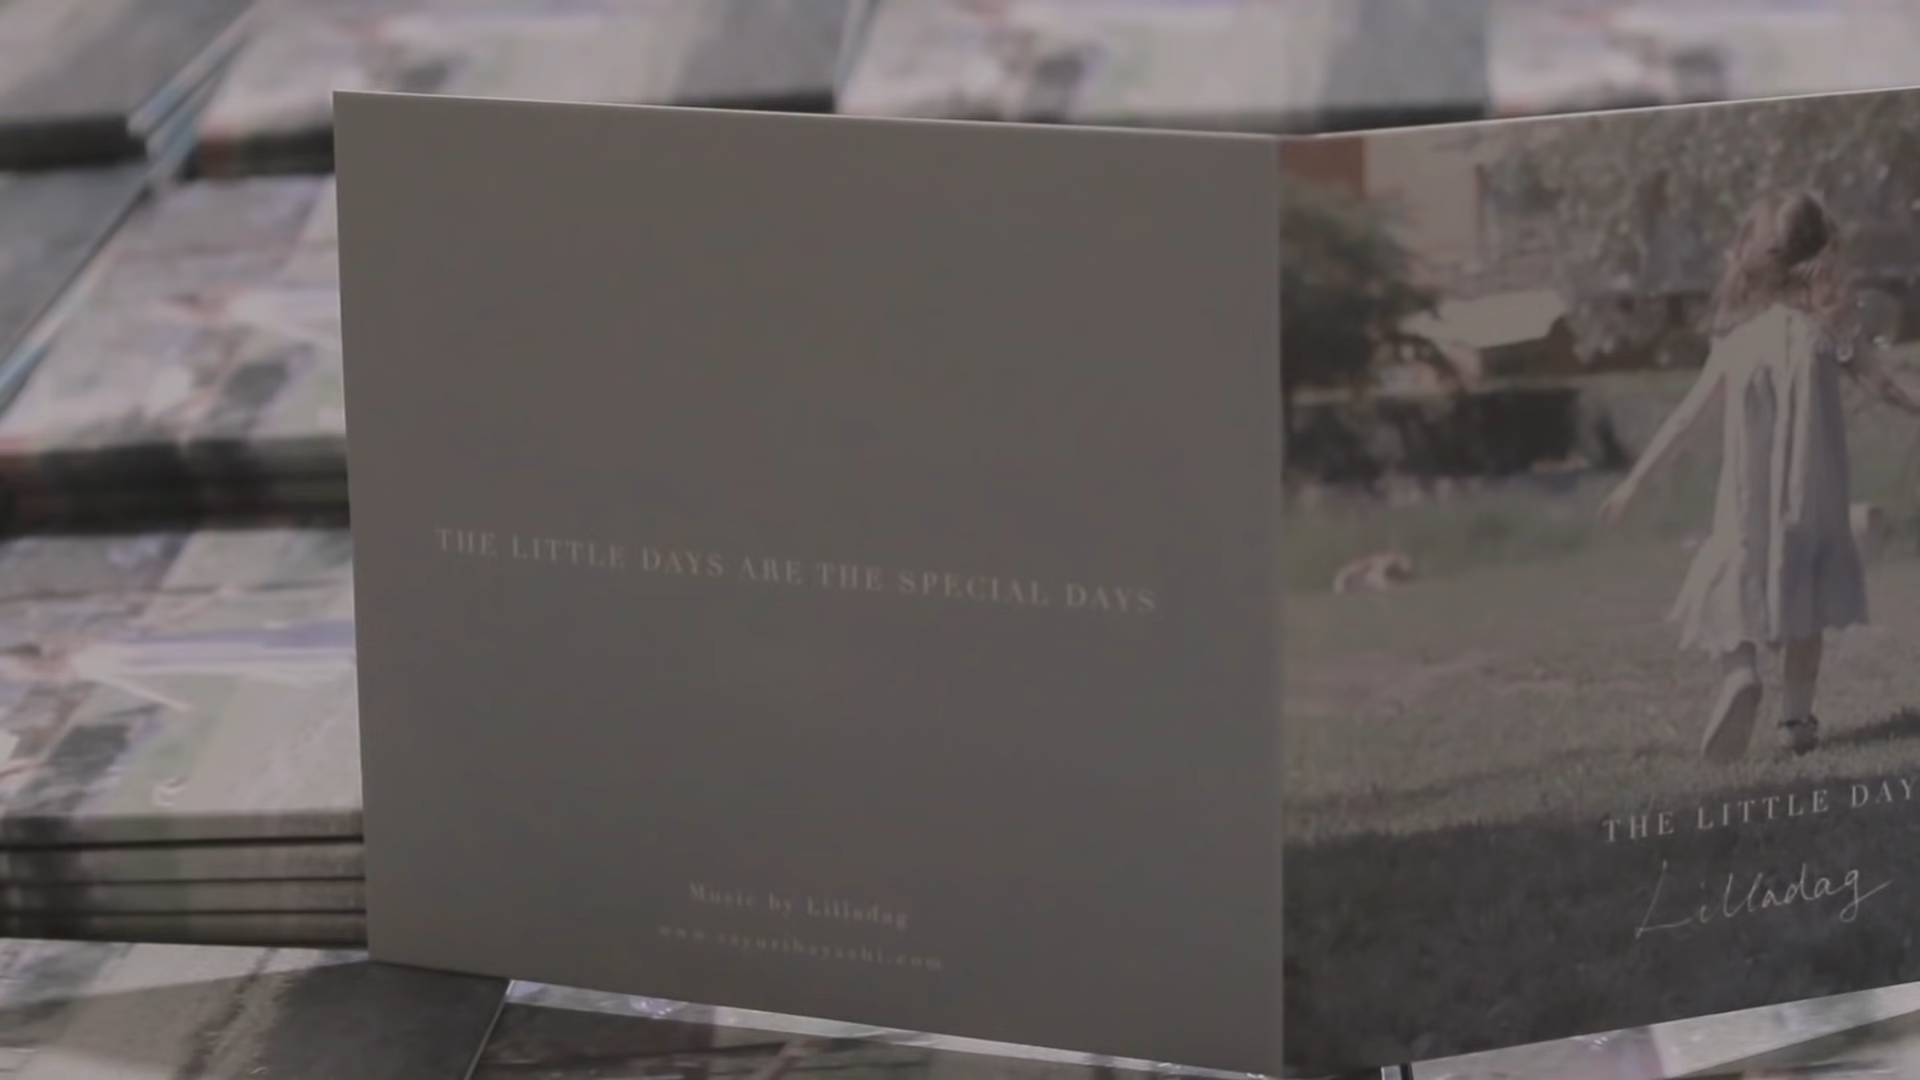 THE LITTLE DAYS ARE THE SPECIAL DAYS
Music by Lilladag
www.sayurihayashi.com
THE LITTLE DAY
Lilladag